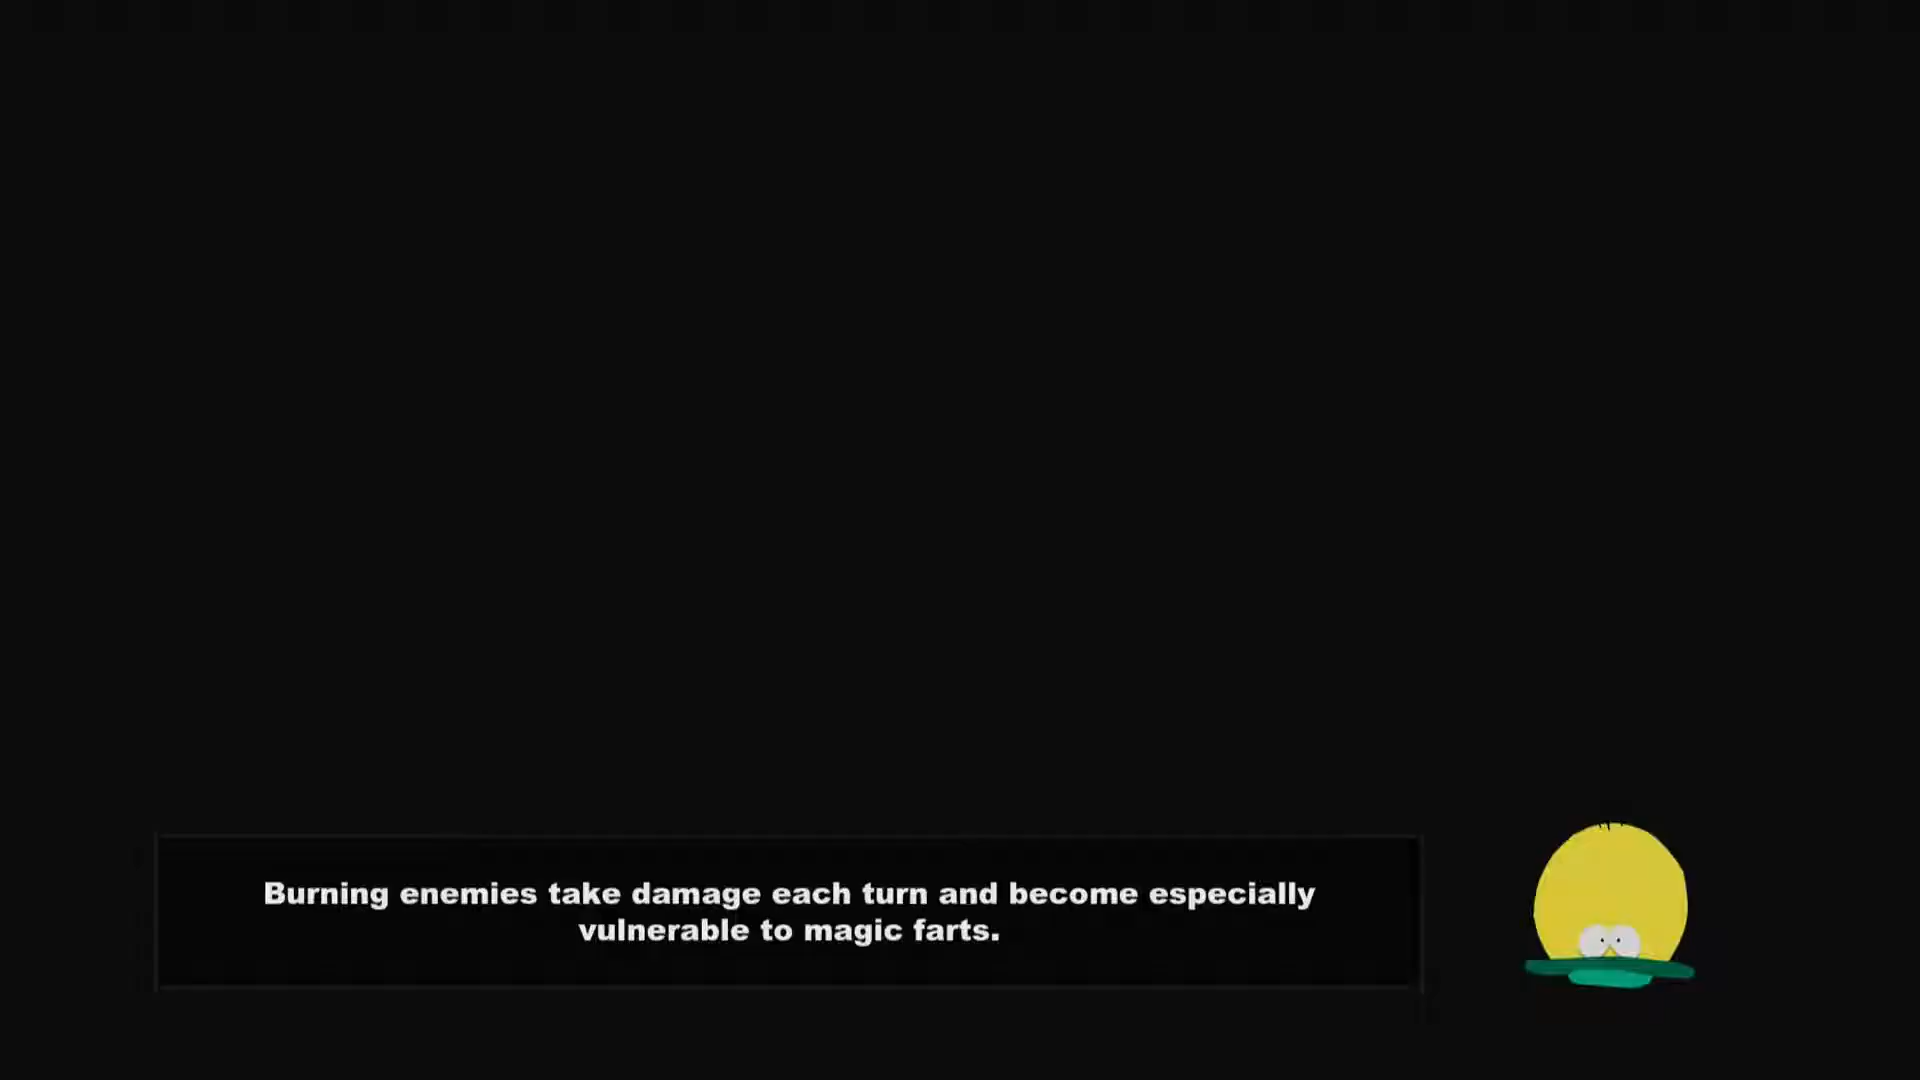 Burning enemies take damage each turn and become especially
vulnerable to magic farts.